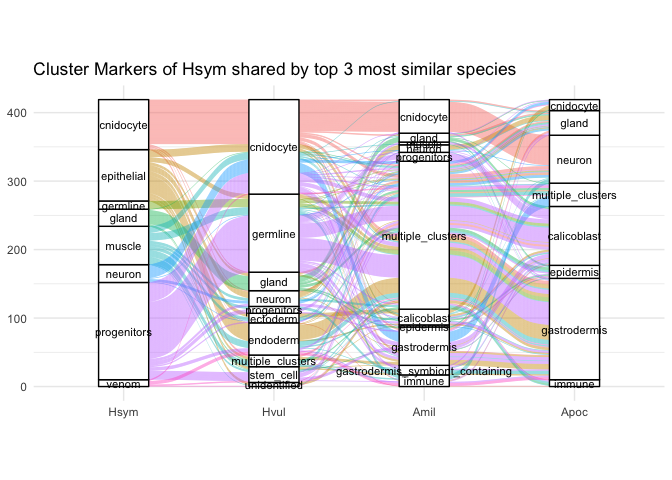 Cluster Markers of Hsym shared by top 3 most similar species
400
300
200
100
0
cnidocyte
epithelial
germline
gland
muscle
neuron
progenitors
venom
cnidocyte
germline
gland
neuron
progenitors
ectoderm
endoderm
multiple_clusters
stem_cell
unidentified
cnidocyte
gland
neuron
progenitors
multiple_clusters
calicoblast
epidermis
gastrodermis
gastrodermis_symbiont_containing
immune
cnidocyte
gland
neuron
multiple_clusters
calicoblast
epidermis
gastrodermis
immune
Hsym
Hvul
Amil
Apoc